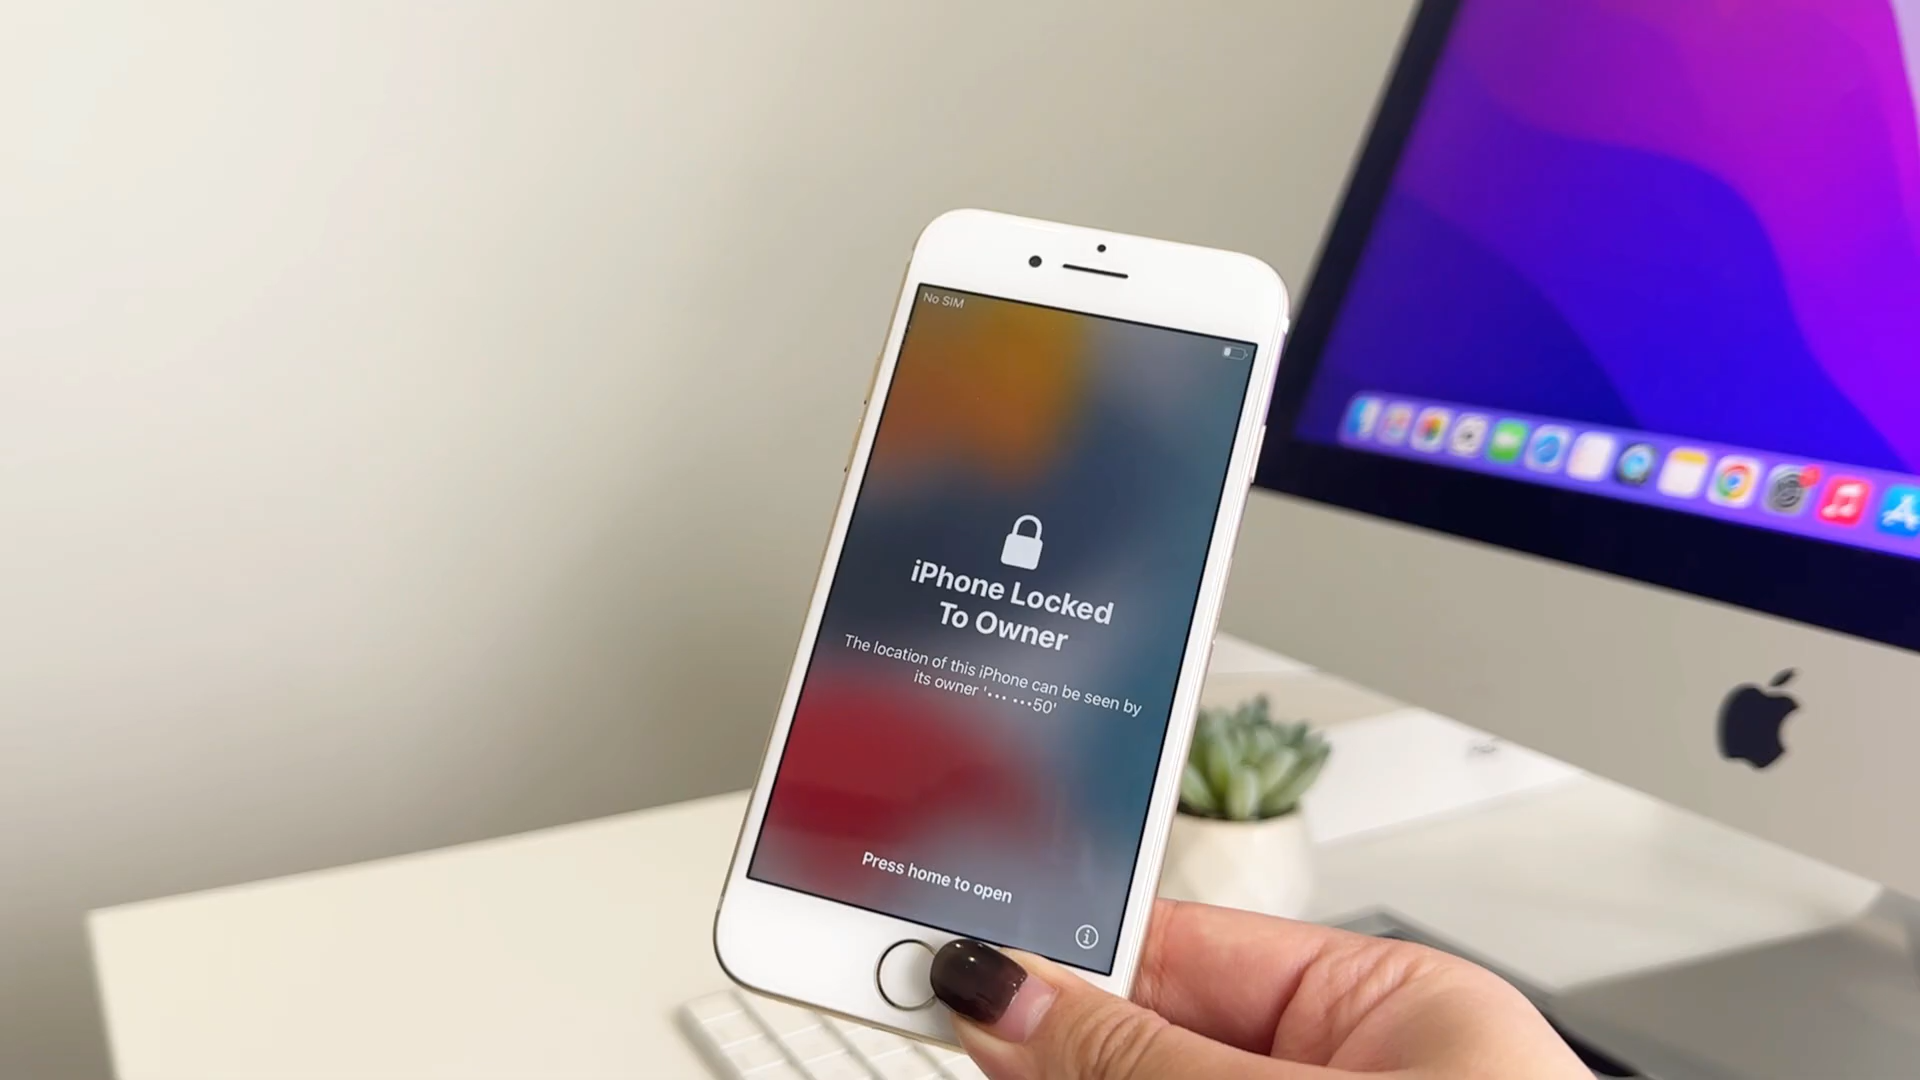 No SIM
iPhone Locked
To Owner
The location of this iPhone can be seen by
its owner '••• •••50'
Press home to open